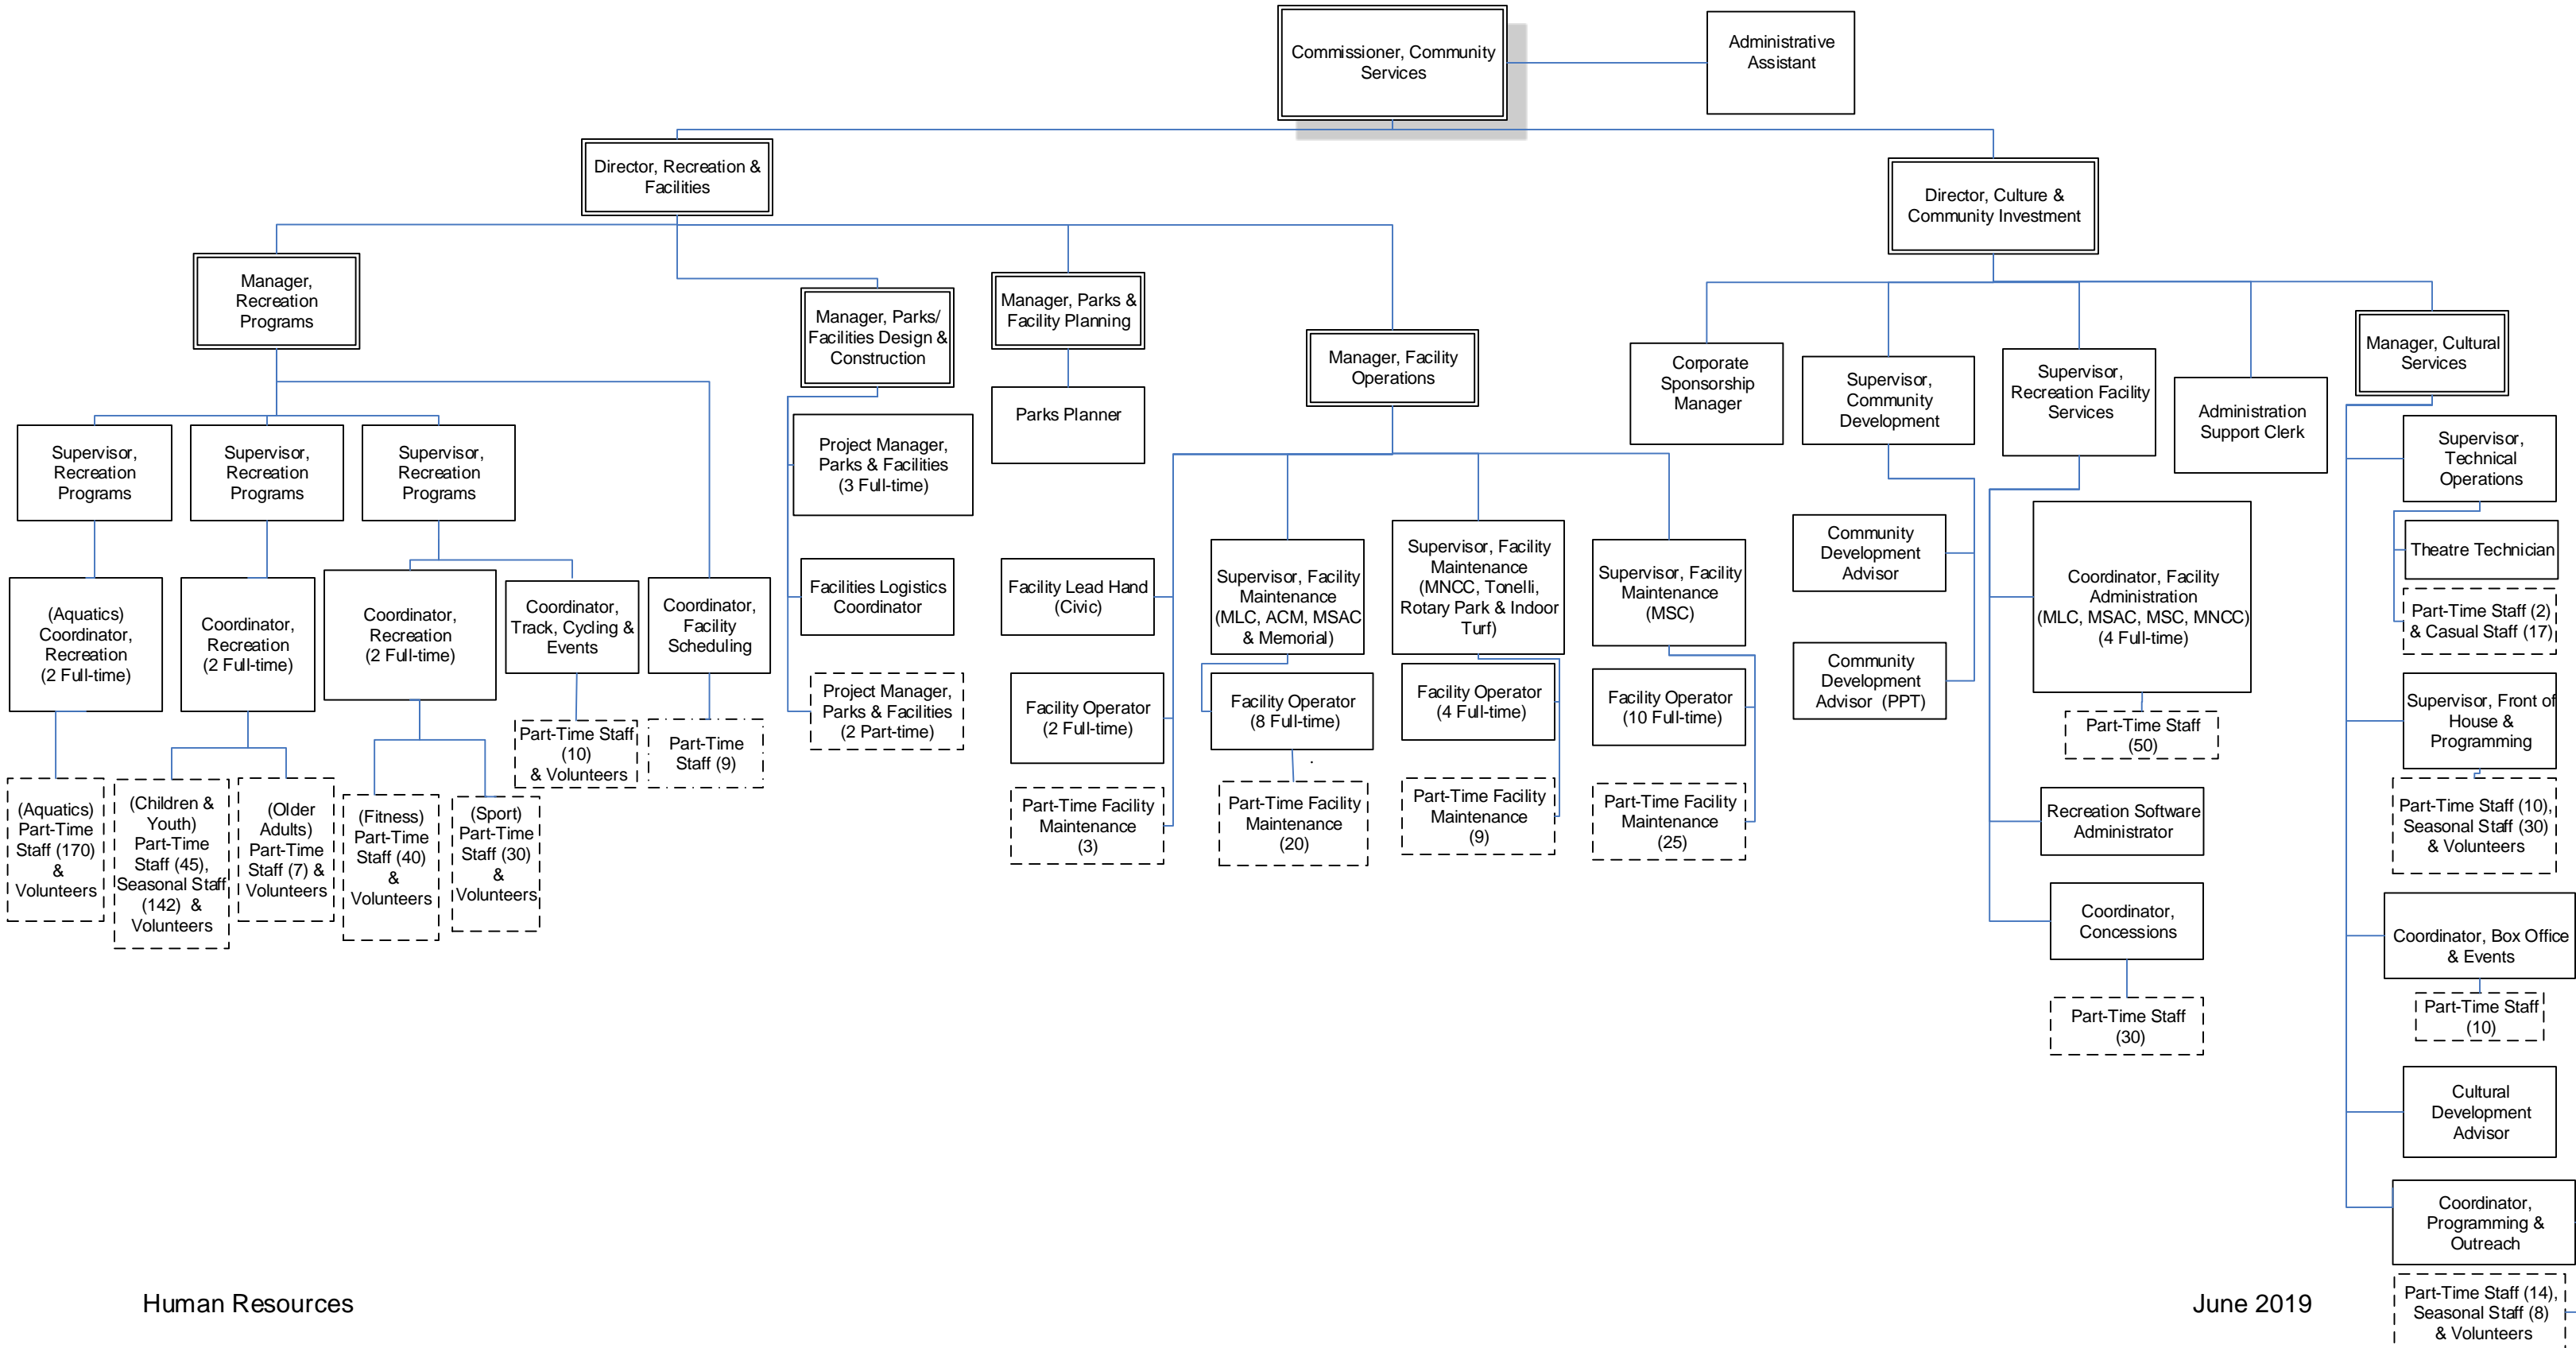 Commissioner, Community
Services
Administrative
Assistant
Director, Recreation &
Facilities
Director, Culture &
Community Investment
Manager,
Recreation
Programs
Manager, Parks/
Facilities Design &
Construction
Manager, Parks &
Facility Planning
Manager, Facility
Operations
Corporate
Sponsorship
Manager
Supervisor,
Community
Development
Supervisor,
Recreation Facility
Services
Administration
Support Clerk
Manager, Cultural
Services
Supervisor,
Recreation
Programs
Supervisor,
Recreation
Programs
Supervisor,
Recreation
Programs
Project Manager,
Parks & Facilities
(3 Full-time)
Parks Planner
Supervisor,
Technical
Operations
Theatre Technician
Part-Time Staff (2)
& Casual Staff (17)
(Aquatics)
Coordinator,
Recreation
(2 Full-time)
Coordinator,
Recreation
(2 Full-time)
Coordinator,
Recreation
(2 Full-time)
Coordinator,
Track, Cycling &
Events
Coordinator,
Facility
Scheduling
Facilities Logistics
Coordinator
Facility Lead Hand
(Civic)
Supervisor, Facility
Maintenance
(MLC, ACM, MSAC
& Memorial)
Supervisor, Facility
Maintenance
(MNCC, Tonelli,
Rotary Park & Indoor
Turf)
Supervisor, Facility
Maintenance
(MSC)
Community
Development
Advisor
Coordinator, Facility
Administration
(MLC, MSAC, MSC, MNCC)
(4 Full-time)
Project Manager,
Parks & Facilities
(2 Part-time)
Facility Operator
(2 Full-time)
Facility Operator
(8 Full-time)
Facility Operator
(4 Full-time)
Facility Operator
(10 Full-time)
Community
Development
Advisor (PPT)
Part-Time Staff
(50)
Supervisor, Front of
House &
Programming
Part-Time Staff
(10)
& Volunteers
Part-Time
Staff (9)
(Aquatics)
Part-Time
Staff (170)
&
Volunteers
(Children &
Youth)
Part-Time
Staff (45),
Seasonal Staff
(142) &
Volunteers
(Older
Adults)
Part-Time
Staff (7) &
Volunteers
(Fitness)
Part-Time
Staff (40)
&
Volunteers
(Sport)
Part-Time
Staff (30)
&
Volunteers
Part-Time Facility
Maintenance
(3)
.
Part-Time Facility
Maintenance
(20)
Part-Time Facility
Maintenance
(9)
Part-Time Facility
Maintenance
(25)
Recreation Software
Administrator
Part-Time Staff (10),
Seasonal Staff (30)
& Volunteers
Coordinator,
Concessions
Part-Time Staff
(30)
Coordinator, Box Office
& Events
Part-Time Staff
(10)
Cultural
Development
Advisor
Coordinator,
Programming &
Outreach
Part-Time Staff (14),
Seasonal Staff (8)
& Volunteers
Human Resources
June 2019